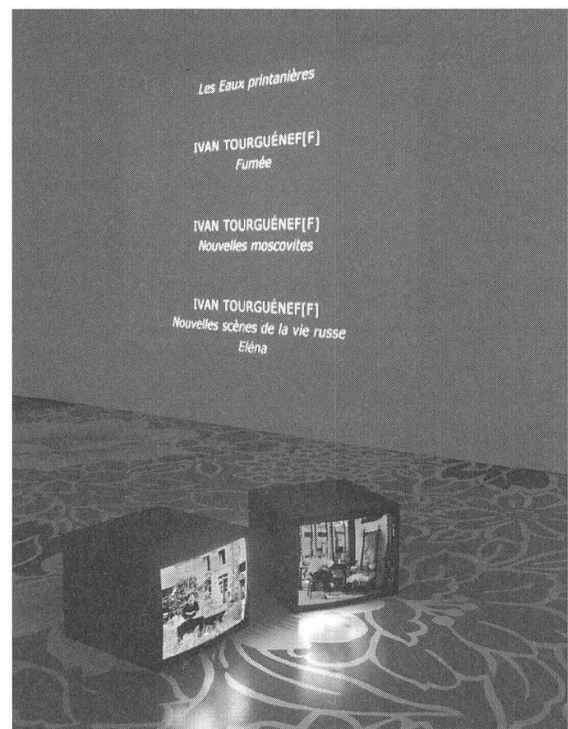 Les Eaux printanières
IVAN TOURGUÉNEF[F]
Fumée
IVAN TOURGUÉNEF[F]
Nouvelles moscovites
IVAN TOURGUÉNEF[F]
Nouvelles scènes de la vie russe
Eléna